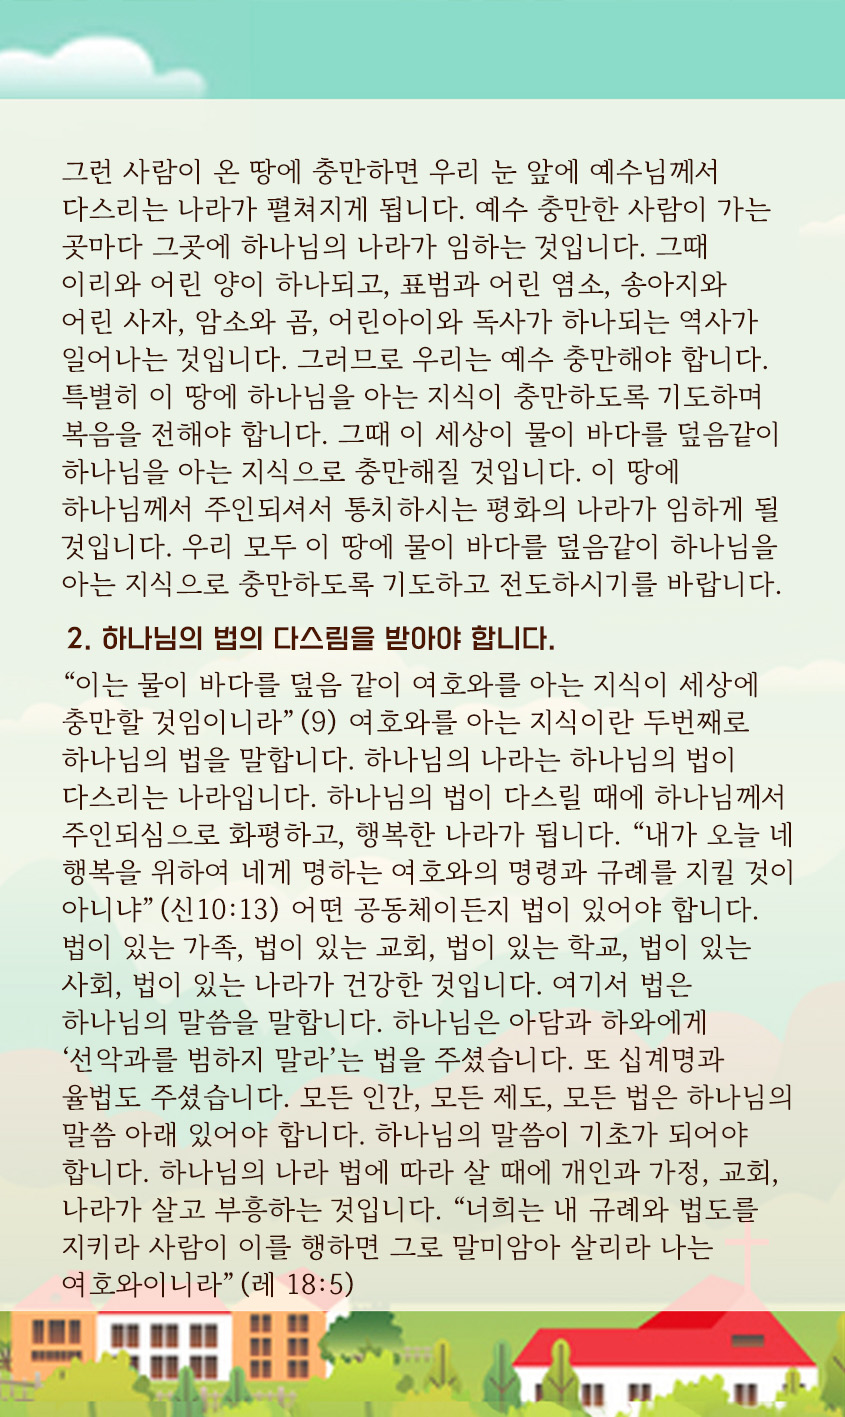 그런 사람이 온 땅에 충만하면 우리 눈 앞에 예수님께서
다스리는 나라가 펼쳐지게 됩니다. 예수 충만한 사람이 가는
곳마다 그곳에 하나님의 나라가 임하는 것입니다. 그때
이리와 어린 양이 하나되고, 표범과 어린 염소, 송아지와
어린 사자, 암소와 곰, 어린아이와 독사가 하나되는 역사가
일어나는 것입니다. 그러므로 우리는 예수 충만해야 합니다.
특별히 이 땅에 하나님을 아는 지식이 충만하도록 기도하며
복음을 전해야 합니다. 그때 이 세상이 물이 바다를 덮음같이
하나님을 아는 지식으로 충만해질 것입니다. 이 땅에
하나님께서 주인되셔서 통치하시는 평화의 나라가 임하게 될
것입니다. 우리 모두 이 땅에 물이 바다를 덮음같이 하나님을
아는 지식으로 충만하도록 기도하고 전도하시기를 바랍니다.
2. 하나님의 법의 다스림을 받아야 합니다.
“이는 물이 바다를 덮음 같이 여호와를 아는 지식이 세상에
충만할 것임이니라”(9) 여호와를 아는 지식이란 두번째로
하나님의 법을 말합니다. 하나님의 나라는 하나님의 법이
다스리는 나라입니다. 하나님의 법이 다스릴 때에 하나님께서
주인되심으로 화평하고, 행복한 나라가 됩니다. “내가 오늘 네
행복을 위하여 네게 명하는 여호와의 명령과 규례를 지킬 것이
아니냐”(신10:13) 어떤 공동체이든지 법이 있어야 합니다.
법이 있는 가족, 법이 있는 교회, 법이 있는 학교, 법이 있는
사회, 법이 있는 나라가 건강한 것입니다. 여기서 법은
하나님의 말씀을 말합니다. 하나님은 아담과 하와에게
‘선악과를 범하지 말라’는 법을 주셨습니다. 또 십계명과
율법도 주셨습니다. 모든 인간, 모든 제도, 모든 법은 하나님의
말씀 아래 있어야 합니다. 하나님의 말씀이 기초가 되어야
합니다. 하나님의 나라 법에 따라 살 때에 개인과 가정, 교회,
나라가 살고 부흥하는 것입니다. “너희는 내 규례와 법도를
지키라 사람이 이를 행하면 그로 말미암아 살리라 나는
여호와이니라”(레 18:5)